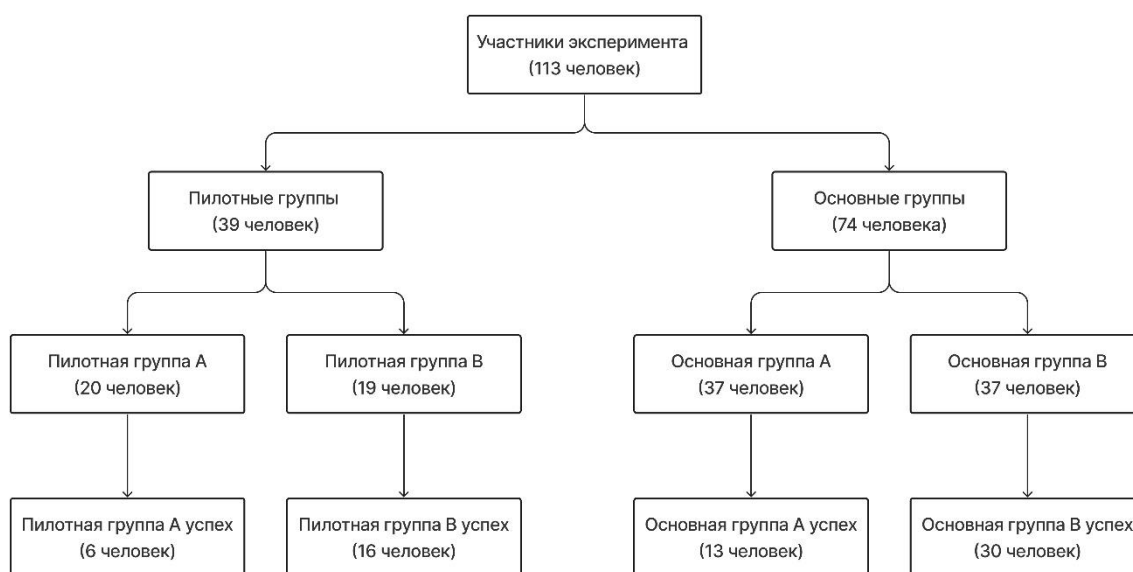 Участники эксперимента
(113 человек)
Пилотные группы
(39 человек)
Основные группы
(74 человека)
Пилотная группа А
(20 человек)
Пилотная группа В
(19 человек)
Основная группа А
(37 человек)
Основная группа В
(37 человек)
Пилотная группа А успех
(6 человек)
Пилотная группа В успех
(16 человек)
Основная группа А успех
(13 человек)
Основная группа В успех
(30 человек)